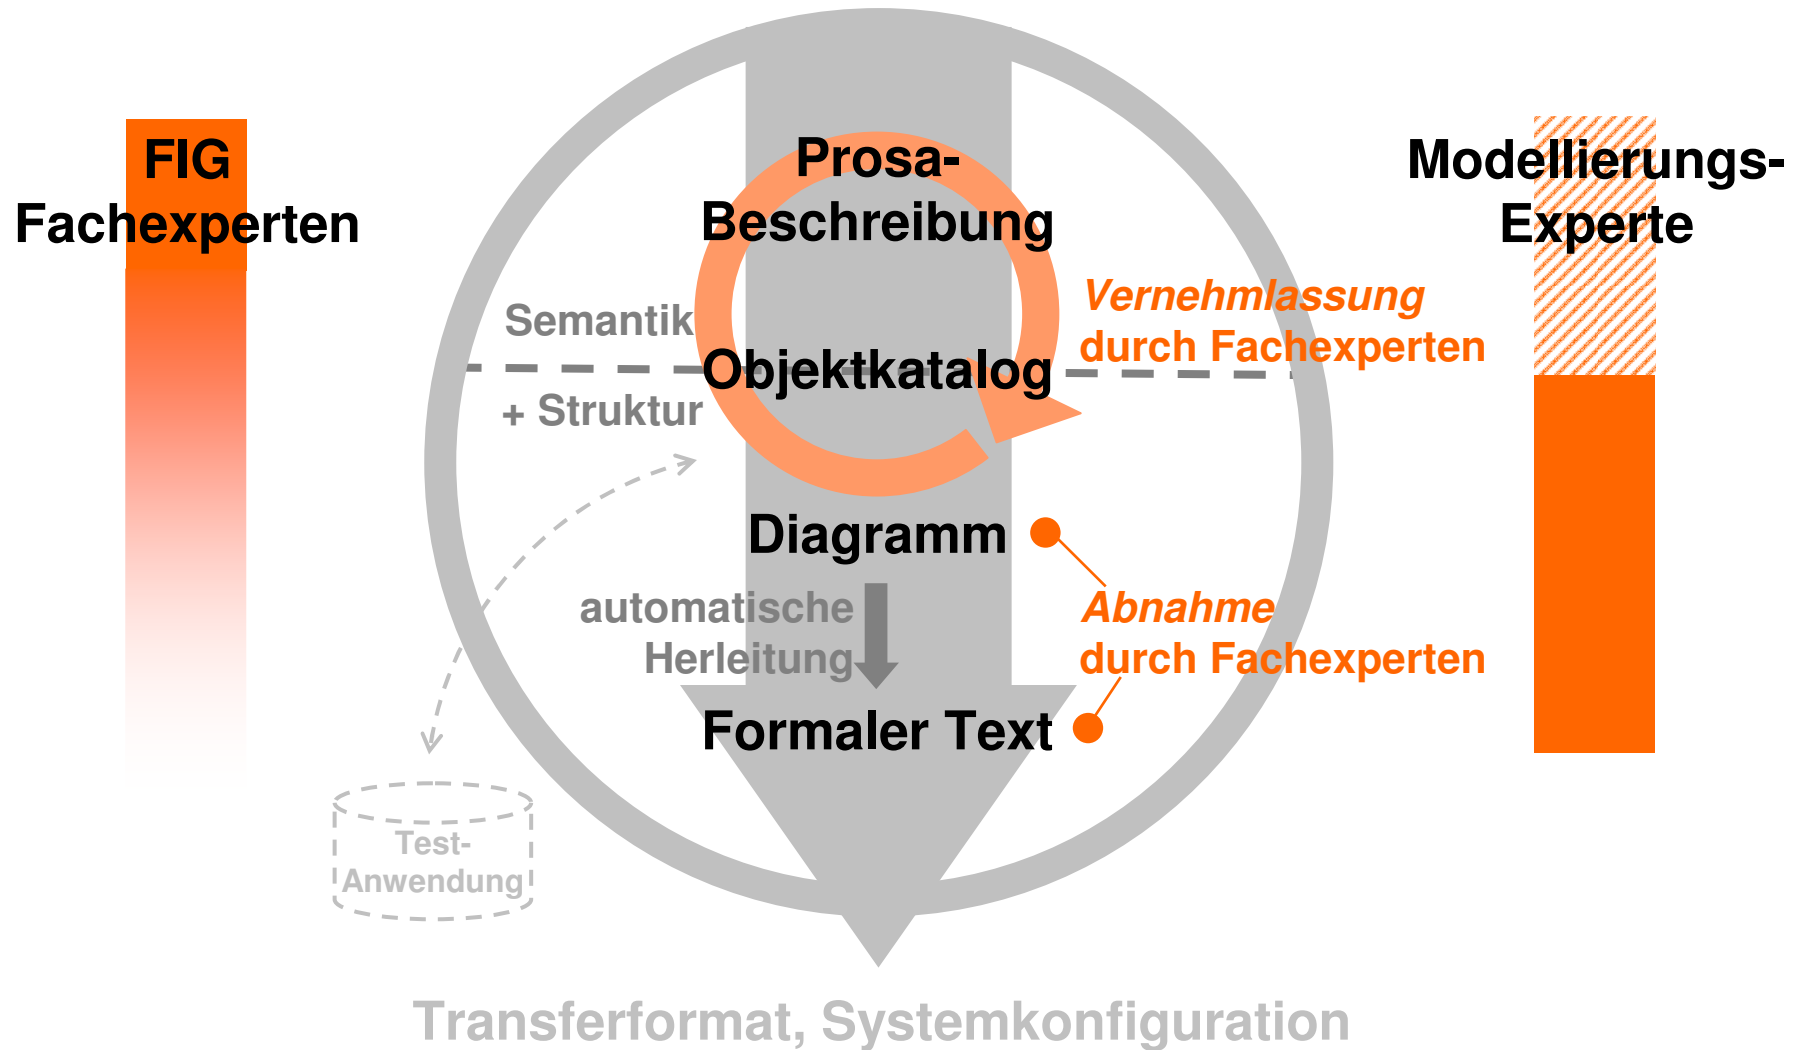 FIG
Fachexperten
Prosa-
Beschreibung
Modellierungs-
Experte
Semantik
Vernehmlassung
durch Fachexperten
Objektkatalog
+ Struktur
Diagramm
automatische
Herleitung
Abnahme
durch Fachexperten
Formaler Text
Test-
Anwendung
Transferformat, Systemkonfiguration